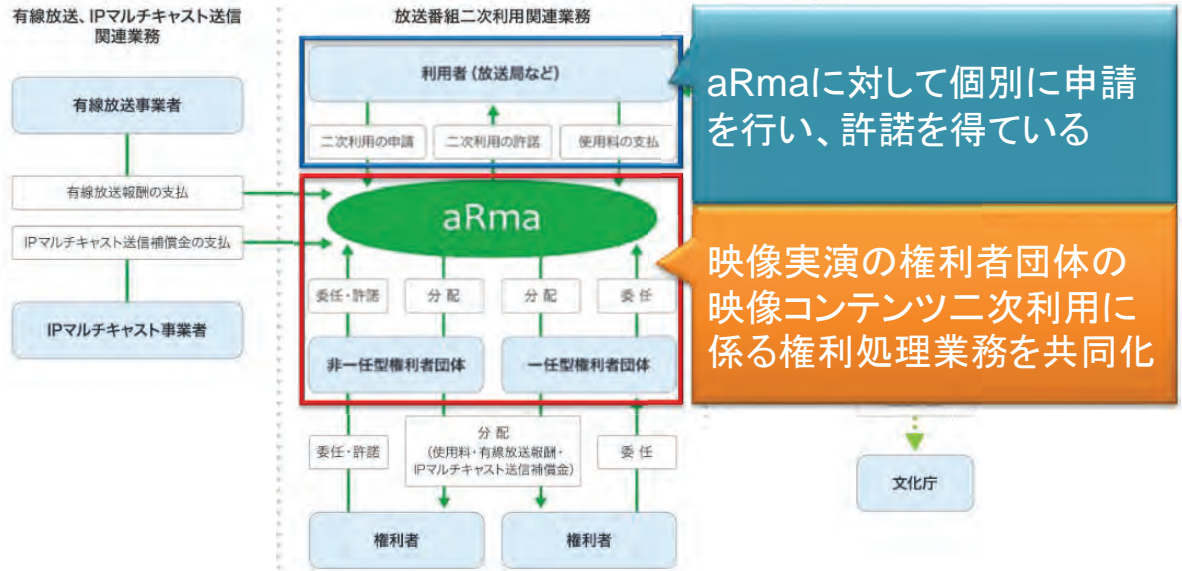 有線放送、IPマルチキャスト送信
関連業務
有線放送事業者
有線放送報酬の支払
IPマルチキャスト送信補償金の支払
IPマルチキャスト事業者
放送番組二次利用関連業務
利用者(放送局など)
二次利用の申請
二次利用の許諾
使用料の支払
aRma
委任・許諾
分配
分配
委任
非一任型権利者団体
一任型権利者団体
委任・許諾
分配
(使用料・有線放送報酬・
IPマルチキャスト送信補償金)
委任
権利者
権利者
aRmaに対して個別に申請
を行い、許諾を得ている
映像実演の権利者団体の
映像コンテンツ二次利用に
係る権利処理業務を共同化
文化庁